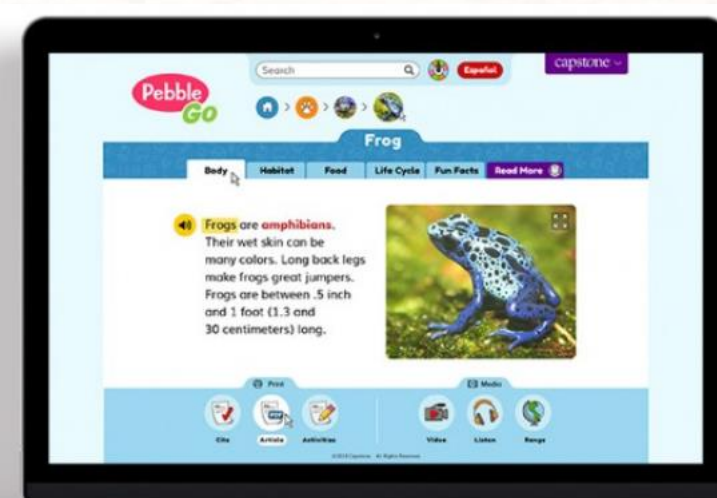 Search
Español
capstone
Pebble
Go
Frog
Body Habitat Food Life Cycle Fun Facts Read More
Frogs are amphibians.
Their wet skin can be
many colors. Long back legs
make frogs great jumpers.
Frogs are between .5 inch
and 1 foot (1.3 and
30 centimeters) long.
Print
Media
PDF
Cite Article Activities Video Listen Range